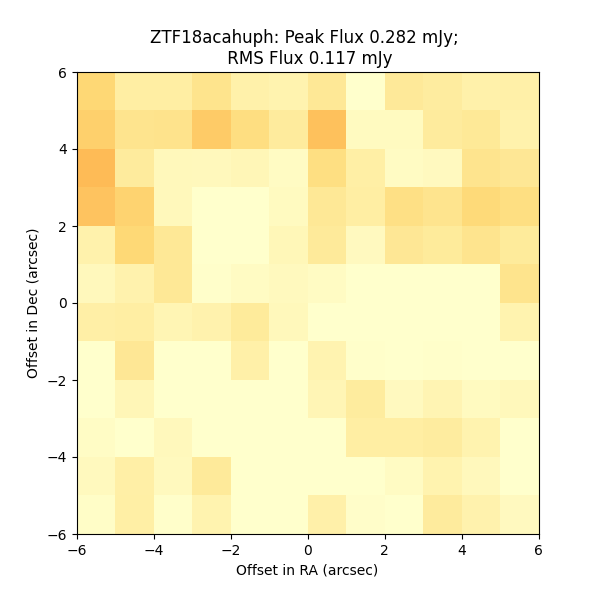 ZTF18acahuph: Peak Flux 0.282 mJy;
RMS Flux 0.117 mJy
6
4
2
0
−2
−4
−6
Offset in Dec (arcsec)
−6 −4 −2 0 2 4 6
Offset in RA (arcsec)